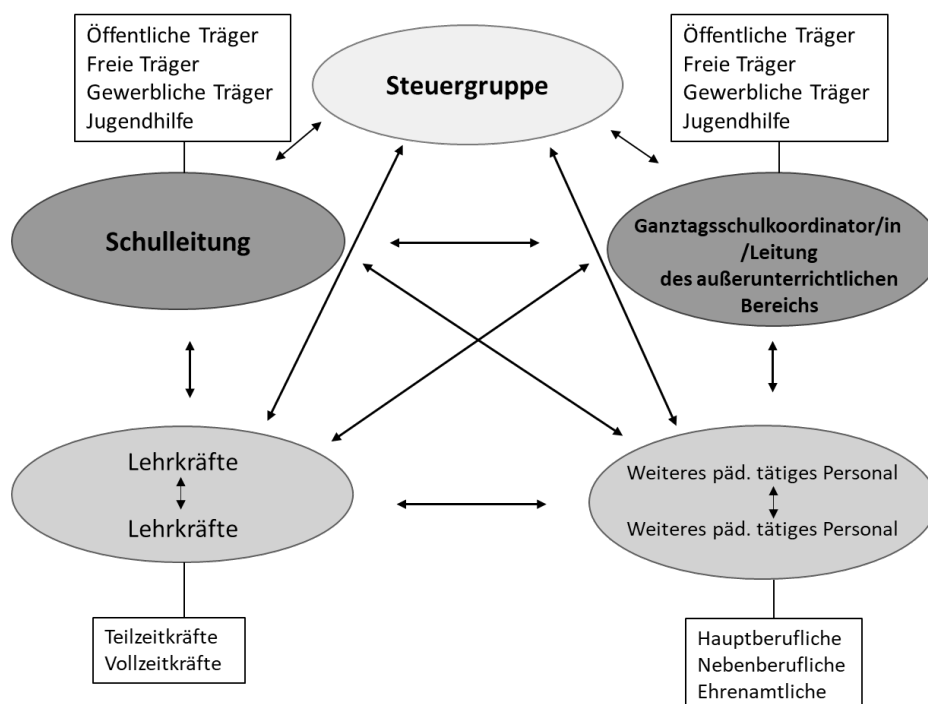 Öffentliche Träger
Freie Träger
Gewerbliche Träger
Jugendhilfe
Steuergruppe
Öffentliche Träger
Freie Träger
Gewerbliche Träger
Jugendhilfe
Schulleitung
Ganztagsschulkoordinator/in
/Leitung
des außerunterrichtlichen
Bereichs
Lehrkräfte
Lehrkräfte
Weiteres päd. tätiges Personal
Weiteres päd. tätiges Personal
Teilzeitkräfte
Vollzeitkräfte
Hauptberufliche
Nebenberufliche
Ehrenamtliche